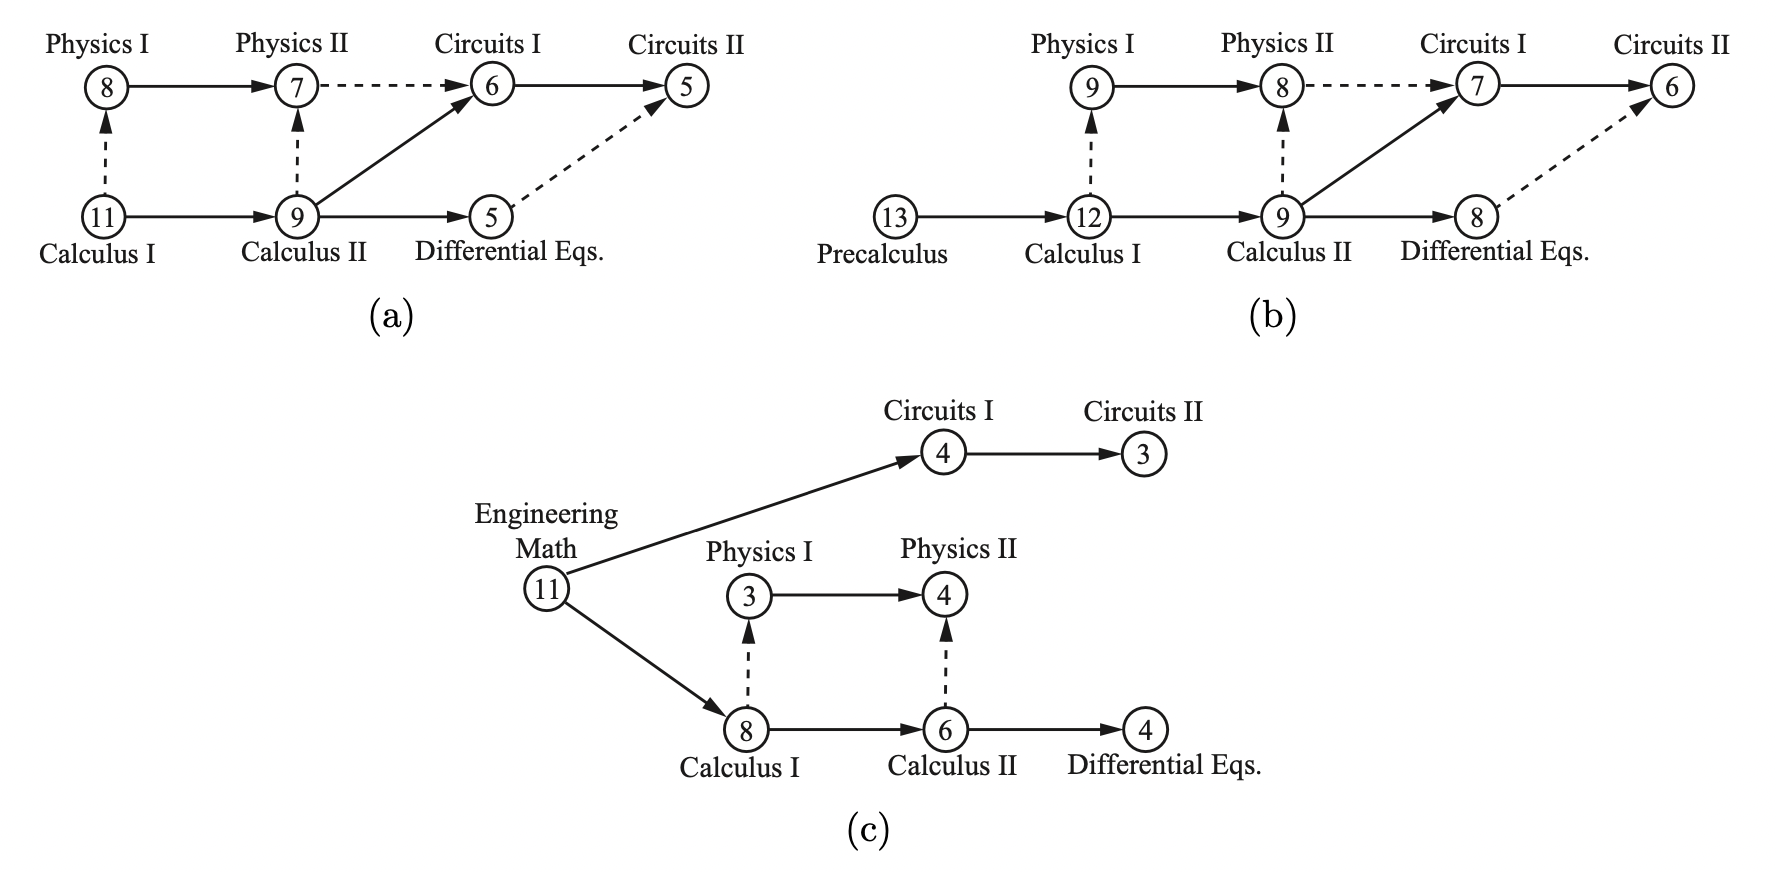 Physics I Physics II Circuits I Circuits II
8 7 6 5
11 9 5
Calculus I Calculus II Differential Eqs.
(a)
Physics I Physics II Circuits I Circuits II
9 8 7 6
13 12 9 8
Precalculus Calculus I Calculus II Differential Eqs.
(b)
Circuits I Circuits II
4 3
Engineering
Math
11
Physics I Physics II
3 4
8 6 4
Calculus I Calculus II Differential Eqs.
(c)